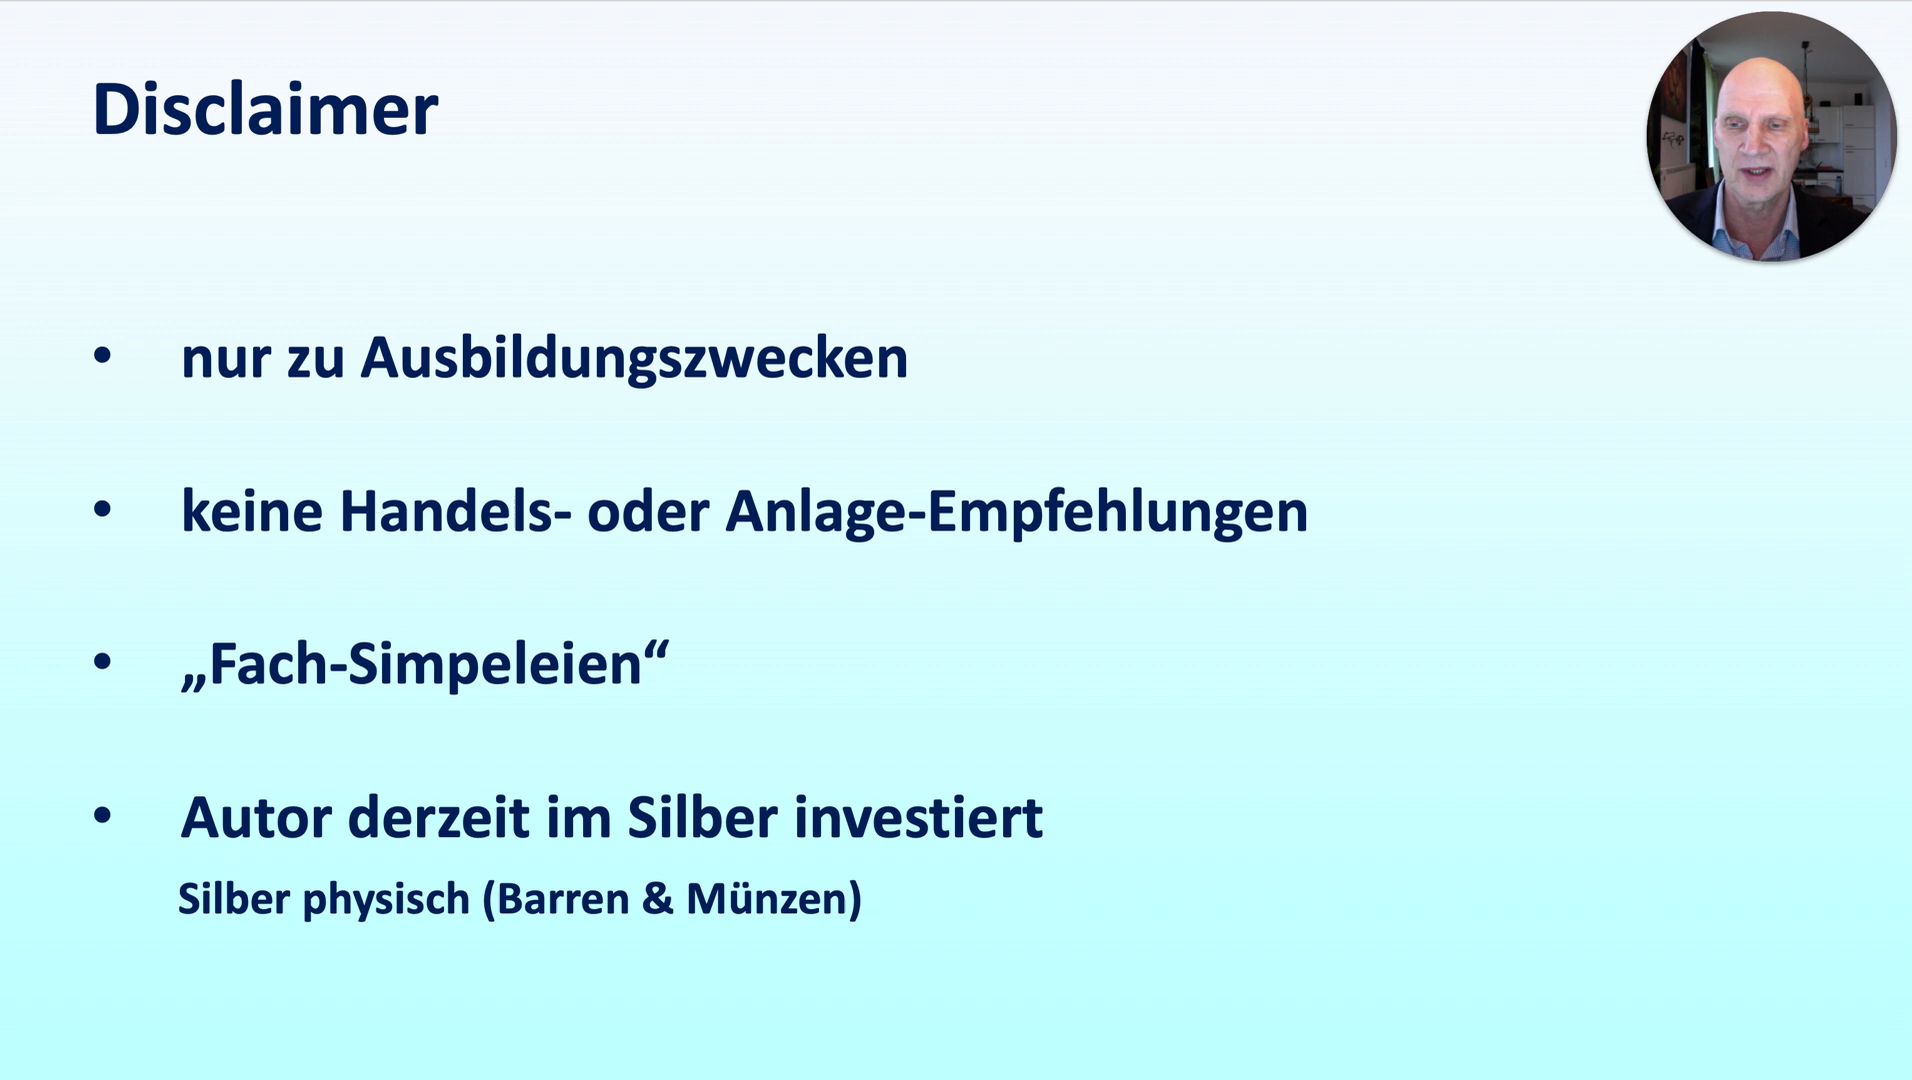 Disclaimer
• nur zu Ausbildungszwecken
• keine Handels- oder Anlage-Empfehlungen
• „Fach-Simpeleien“
• Autor derzeit im Silber investiert
Silber physisch (Barren & Münzen)